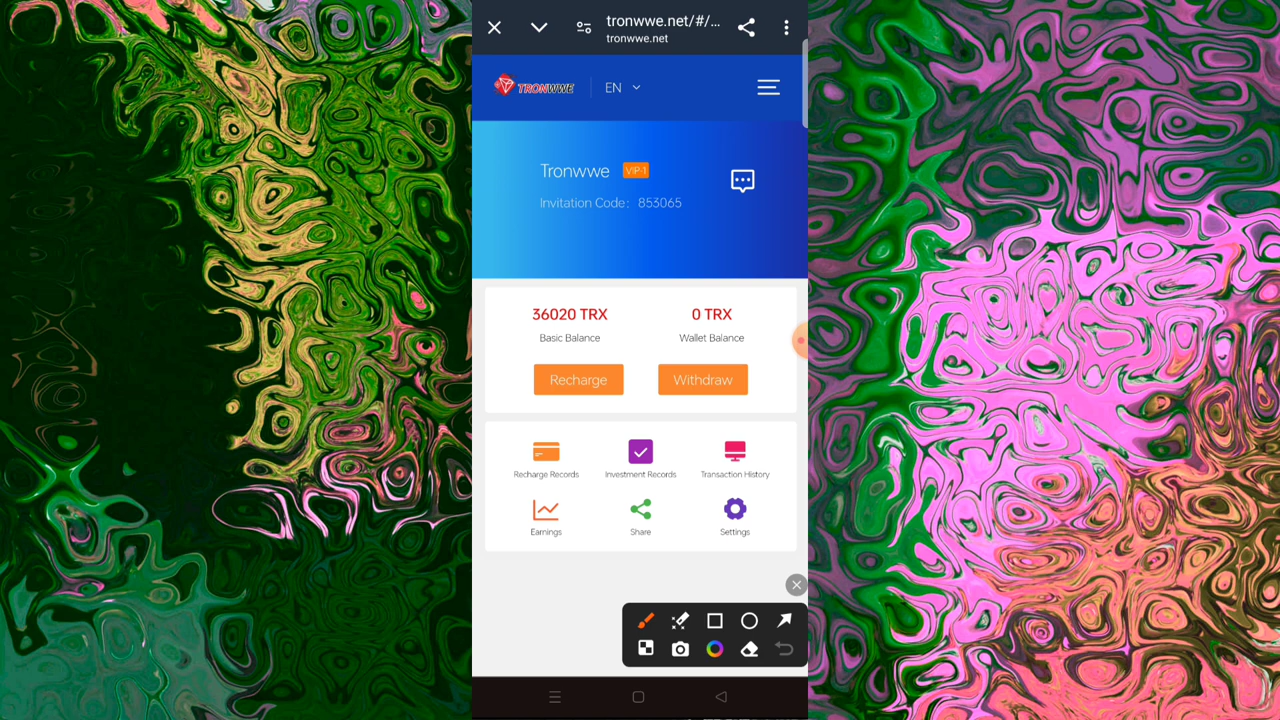 tronwwe.net/#/...
tronwwe.net
TRONWWE
EN
Tronwwe VIP-1
Invitation Code: 853065
36020 TRX 0 TRX
Basic Balance Wallet Balance
Recharge Withdraw
Recharge Records Investment Records Transaction History
Earnings Share Settings